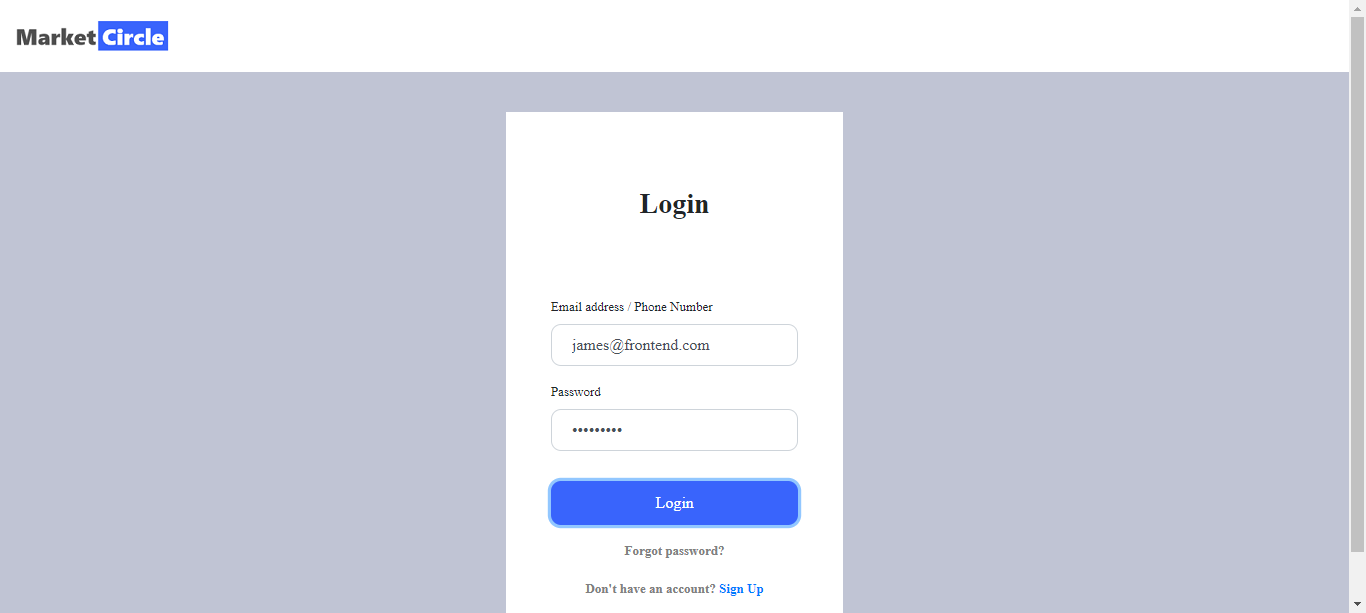 Market Circle
Login
Email address / Phone Number
james@frontend.com
Password
•••••••••
Login
Forgot password?
Don't have an account? Sign Up